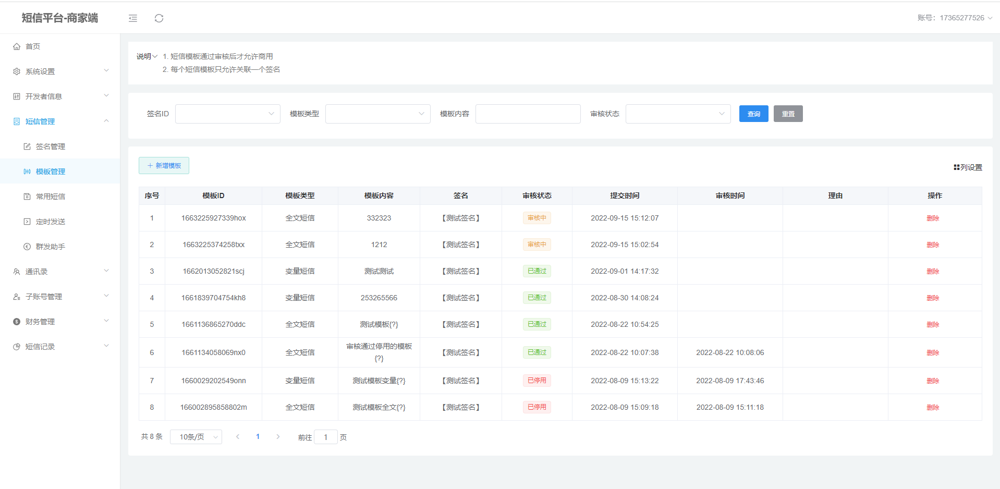 短信平台-商家端
账号：17365277526
首页
系统设置
开发者信息
短信管理
签名管理
模板管理
常用短信
定时发送
群发助手
通讯录
子账号管理
财务管理
短信记录
说明 1. 短信模板通过审核后才允许商用
2. 每个短信模板只允许关联一个签名
签名ID 模板类型 模板内容 审核状态 查询 重置
新增模板
列设置
序号 模板ID 模板类型 模板内容 签名 审核状态 提交时间 审核时间 理由 操作
1 1663225927339hox 全文短信 332323 【测试签名】 审核中 2022-09-15 15:12:07 删除
2 1663225374258txx 全文短信 1212 【测试签名】 审核中 2022-09-15 15:02:54 删除
3 1662013052821scj 变量短信 测试测试 【测试签名】 已通过 2022-09-01 14:17:32 删除
4 1661839704754kh8 变量短信 253265566 【测试签名】 已通过 2022-08-30 14:08:24 删除
5 1661136865270ddc 全文短信 测试模板{?} 【测试签名】 已通过 2022-08-22 10:54:25 删除
6 1661134058069nx0 全文短信 审核通过停用的模板{?} 【测试签名】 已通过 2022-08-22 10:07:38 2022-08-22 10:08:06 删除
7 1660029202549onn 变量短信 测试模板变量{?} 【测试签名】 已停用 2022-08-09 15:13:22 2022-08-09 17:43:46 删除
8 166002895858802m 全文短信 测试模板全文{?} 【测试签名】 已停用 2022-08-09 15:09:18 2022-08-09 15:11:18 删除
共 8 条 10条/页 1 前往 1 页